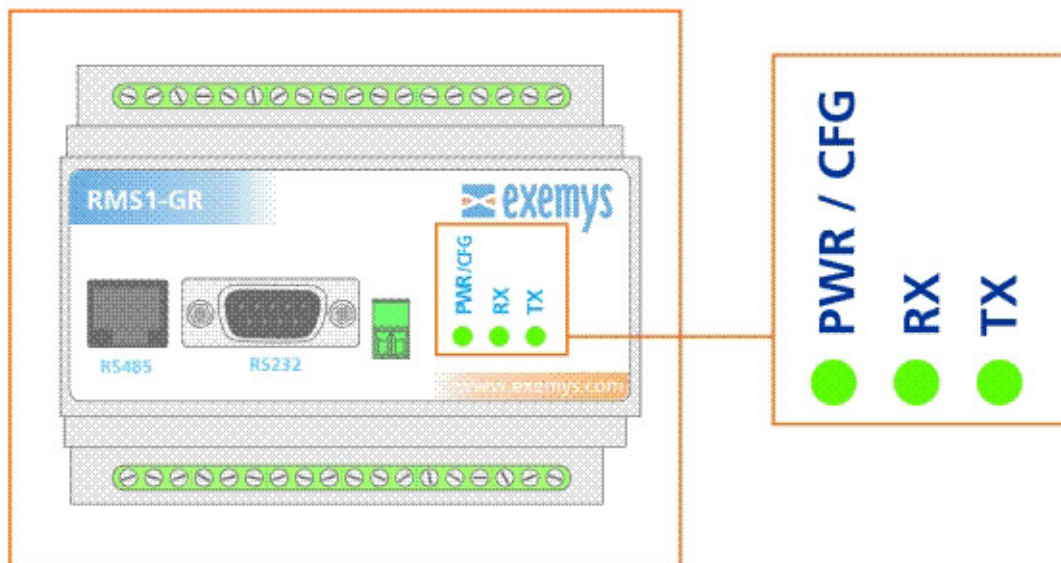 RMS1-GR
exemys
PWR/CFG
RX
TX
RS485
RS232
www.exemys.com
PWR / CFG
RX
TX